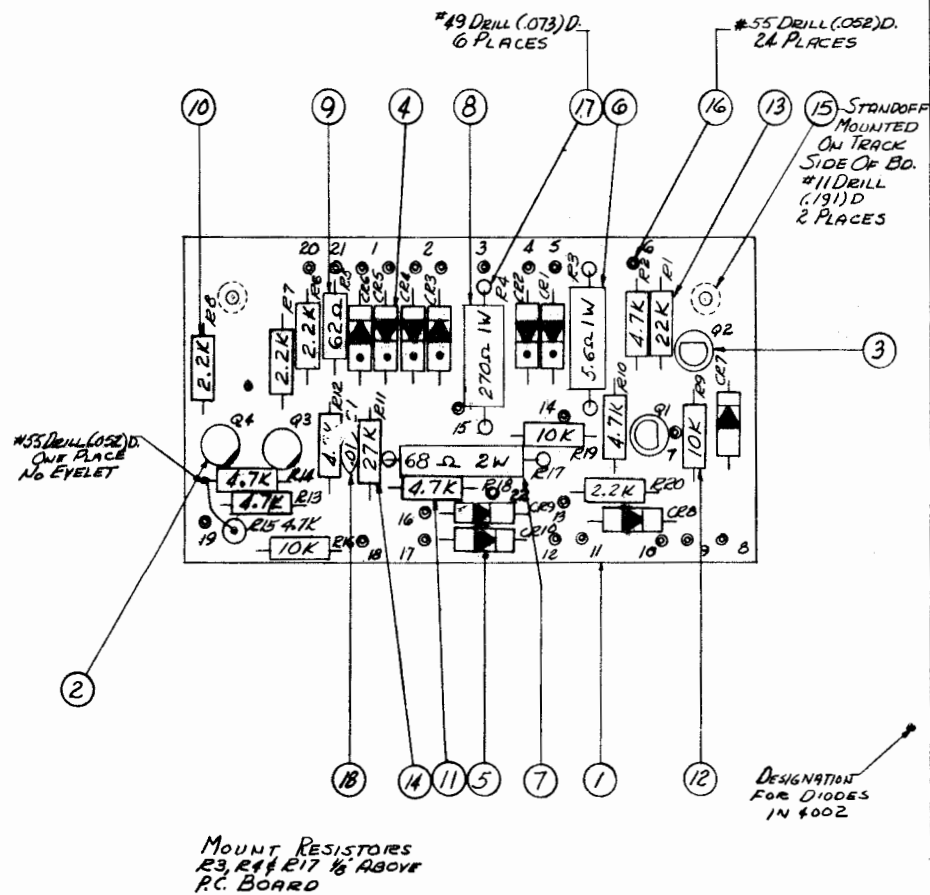 #49 DRILL (.073) D.
6 PLACES
#55 DRILL (.052) D.
24 PLACES
10
9
4
8
17
6
16
13
15
STANDOFF
MOUNTED
ON TRACK
SIDE OF BD.
#11 DRILL
(.191) D
2 PLACES
20
21
1
2
3
4
5
6
R8
2.2K
R7
2.2K
R6
2.2K
R5
62Ω
CR6
CR5
CR4
CR3
R4
270Ω 1W
CR2
CR1
R3
5.6Ω 1W
R2
4.7K
R1
22K
Q2
3
CR7
R9
10K
R10
4.7K
Q1
7
14
10K
R19
15
R12
R11
27K
68 Ω 2W
R17
Q4
Q3
#55 DRILL (.052) D.
ONE PLACE
NO EYELET
4.7K
R14
4.7K
R13
R15 4.7K
19
10K
R16
18
4.7K
R18
22
16
17
CR9
CR10
13
12
11
2.2K
R20
CR8
10
9
8
2
18
14
11
5
7
1
12
DESIGNATION
FOR DIODES
IN 4002
MOUNT RESISTORS
R3, R4 & R17 1/8" ABOVE
P.C. BOARD